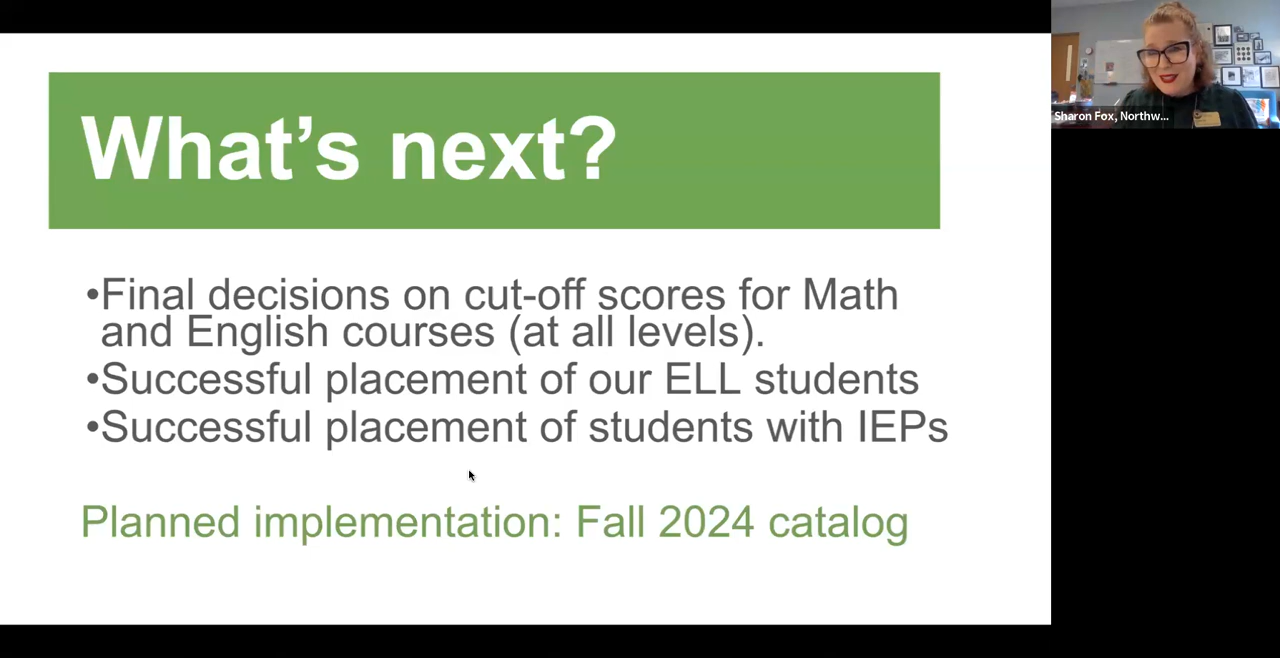 What's next?
•Final decisions on cut-off scores for Math
and English courses (at all levels).
•Successful placement of our ELL students
•Successful placement of students with IEPs
Planned implementation: Fall 2024 catalog
Sharon Fox, Northw...